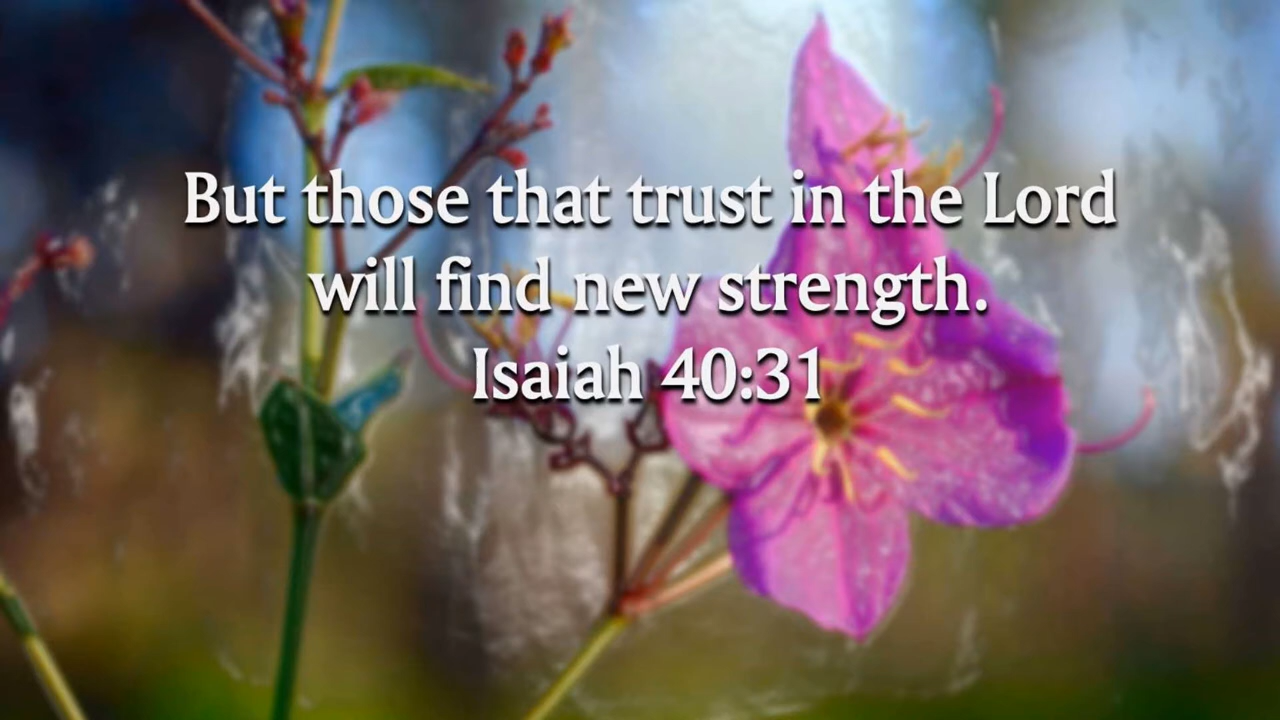 But those that trust in the Lord
will find new strength.
Isaiah 40:31